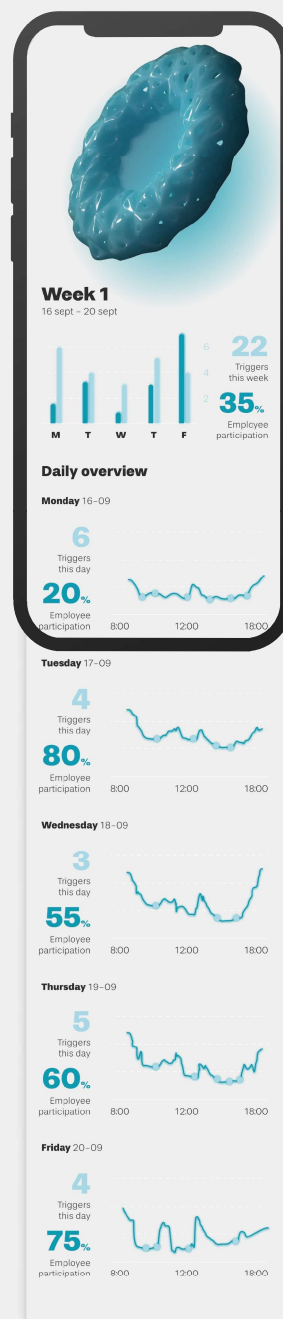 Week 1
16 sept - 20 sept
6
4
2
M T W T F
22
Triggers
this week
35%
Employee
participation
Daily overview
Monday 16-09
6
Triggers
this day
20%
Employee
participation
8:00 12:00 18:00
Tuesday 17-09
4
Triggers
this day
80%
Employee
participation
8:00 12:00 18:00
Wednesday 18-09
3
Triggers
this day
55%
Employee
participation
8:00 12:00 18:00
Thursday 19-09
5
Triggers
this day
60%
Employee
participation
8:00 12:00 18:00
Friday 20-09
4
Triggers
this day
75%
Employee
participation
8:00 12:00 18:00